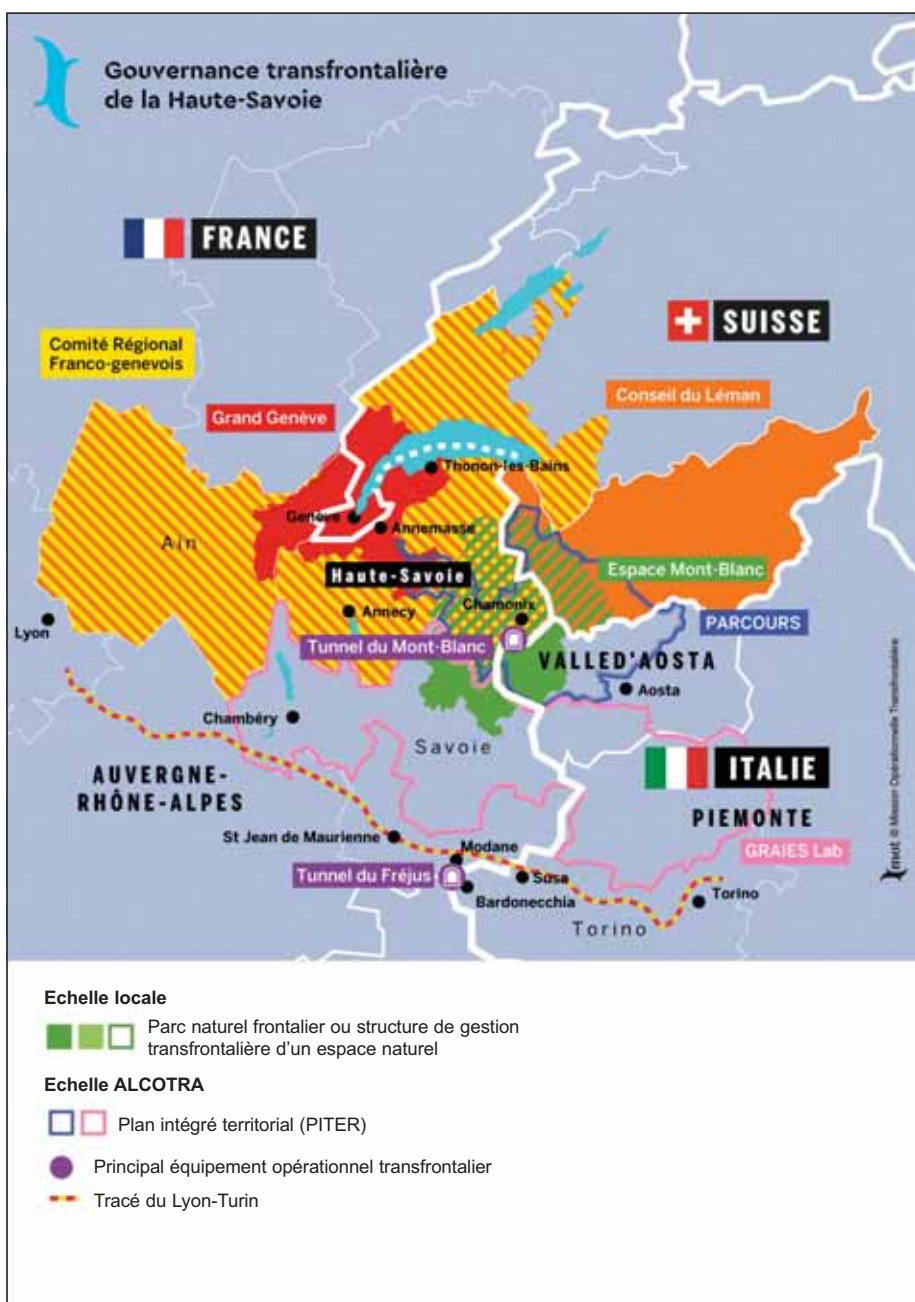 Gouvernance transfrontalière
de la Haute-Savoie
FRANCE
SUISSE
Comité Régional
Franco-genevois
Conseil du Léman
Grand Genève
Thonon-les-Bains
Genève
Annemasse
Ain
Haute-Savoie
Espace Mont-Blanc
Annecy
Chamonix
Lyon
PARCOURS
Tunnel du Mont-Blanc
VALLED'AOSTA
Aosta
Chambéry
Savoie
ITALIE
AUVERGNE-
RHÔNE-ALPES
PIEMONTE
St Jean de Maurienne
Modane
GRAIES Lab
Tunnel du Fréjus
Susa
Bardonecchia
Torino
Torino
mot © Mission Opérationnelle Transfrontalière
Echelle locale
Parc naturel frontalier ou structure de gestion
transfrontalière d'un espace naturel
Echelle ALCOTRA
Plan intégré territorial (PITER)
Principal équipement opérationnel transfrontalier
Tracé du Lyon-Turin